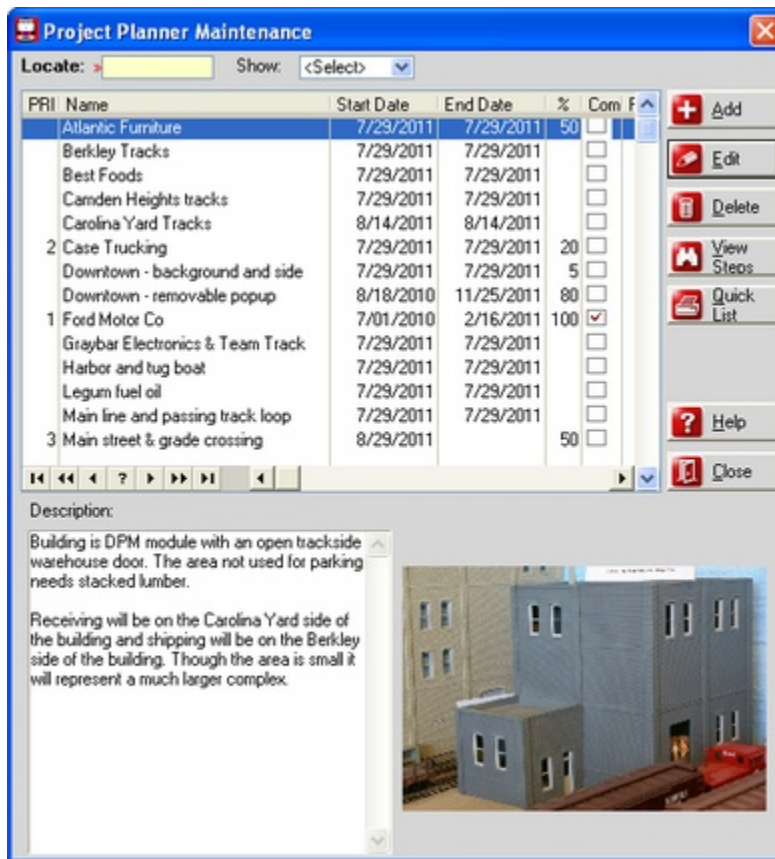 Project Planner Maintenance
Locate: Show: <Select>
PRI Name Start Date End Date % Com F
Atlantic Furniture 7/29/2011 7/29/2011 50
Berkley Tracks 7/29/2011 7/29/2011
Best Foods 7/29/2011 7/29/2011
Camden Heights tracks 7/29/2011 7/29/2011
Carolina Yard Tracks 8/14/2011 8/14/2011
2 Case Trucking 7/29/2011 7/29/2011 20
Downtown - background and side 7/29/2011 7/29/2011 5
Downtown - removable popup 8/18/2010 11/25/2011 80
1 Ford Motor Co 7/01/2010 2/16/2011 100
Graybar Electronics & Team Track 7/29/2011 7/29/2011
Harbor and tug boat 7/29/2011 7/29/2011
Legum fuel oil 7/29/2011 7/29/2011
Main line and passing track loop 7/29/2011 7/29/2011
3 Main street & grade crossing 8/29/2011 50
Add
Edit
Delete
View
Steps
Quick
List
Help
Close
Description:
Building is DPM module with an open trackside
warehouse door. The area not used for parking
needs stacked lumber.
Receiving will be on the Carolina Yard side of
the building and shipping will be on the Berkley
side of the building. Though the area is small it
will represent a much larger complex.